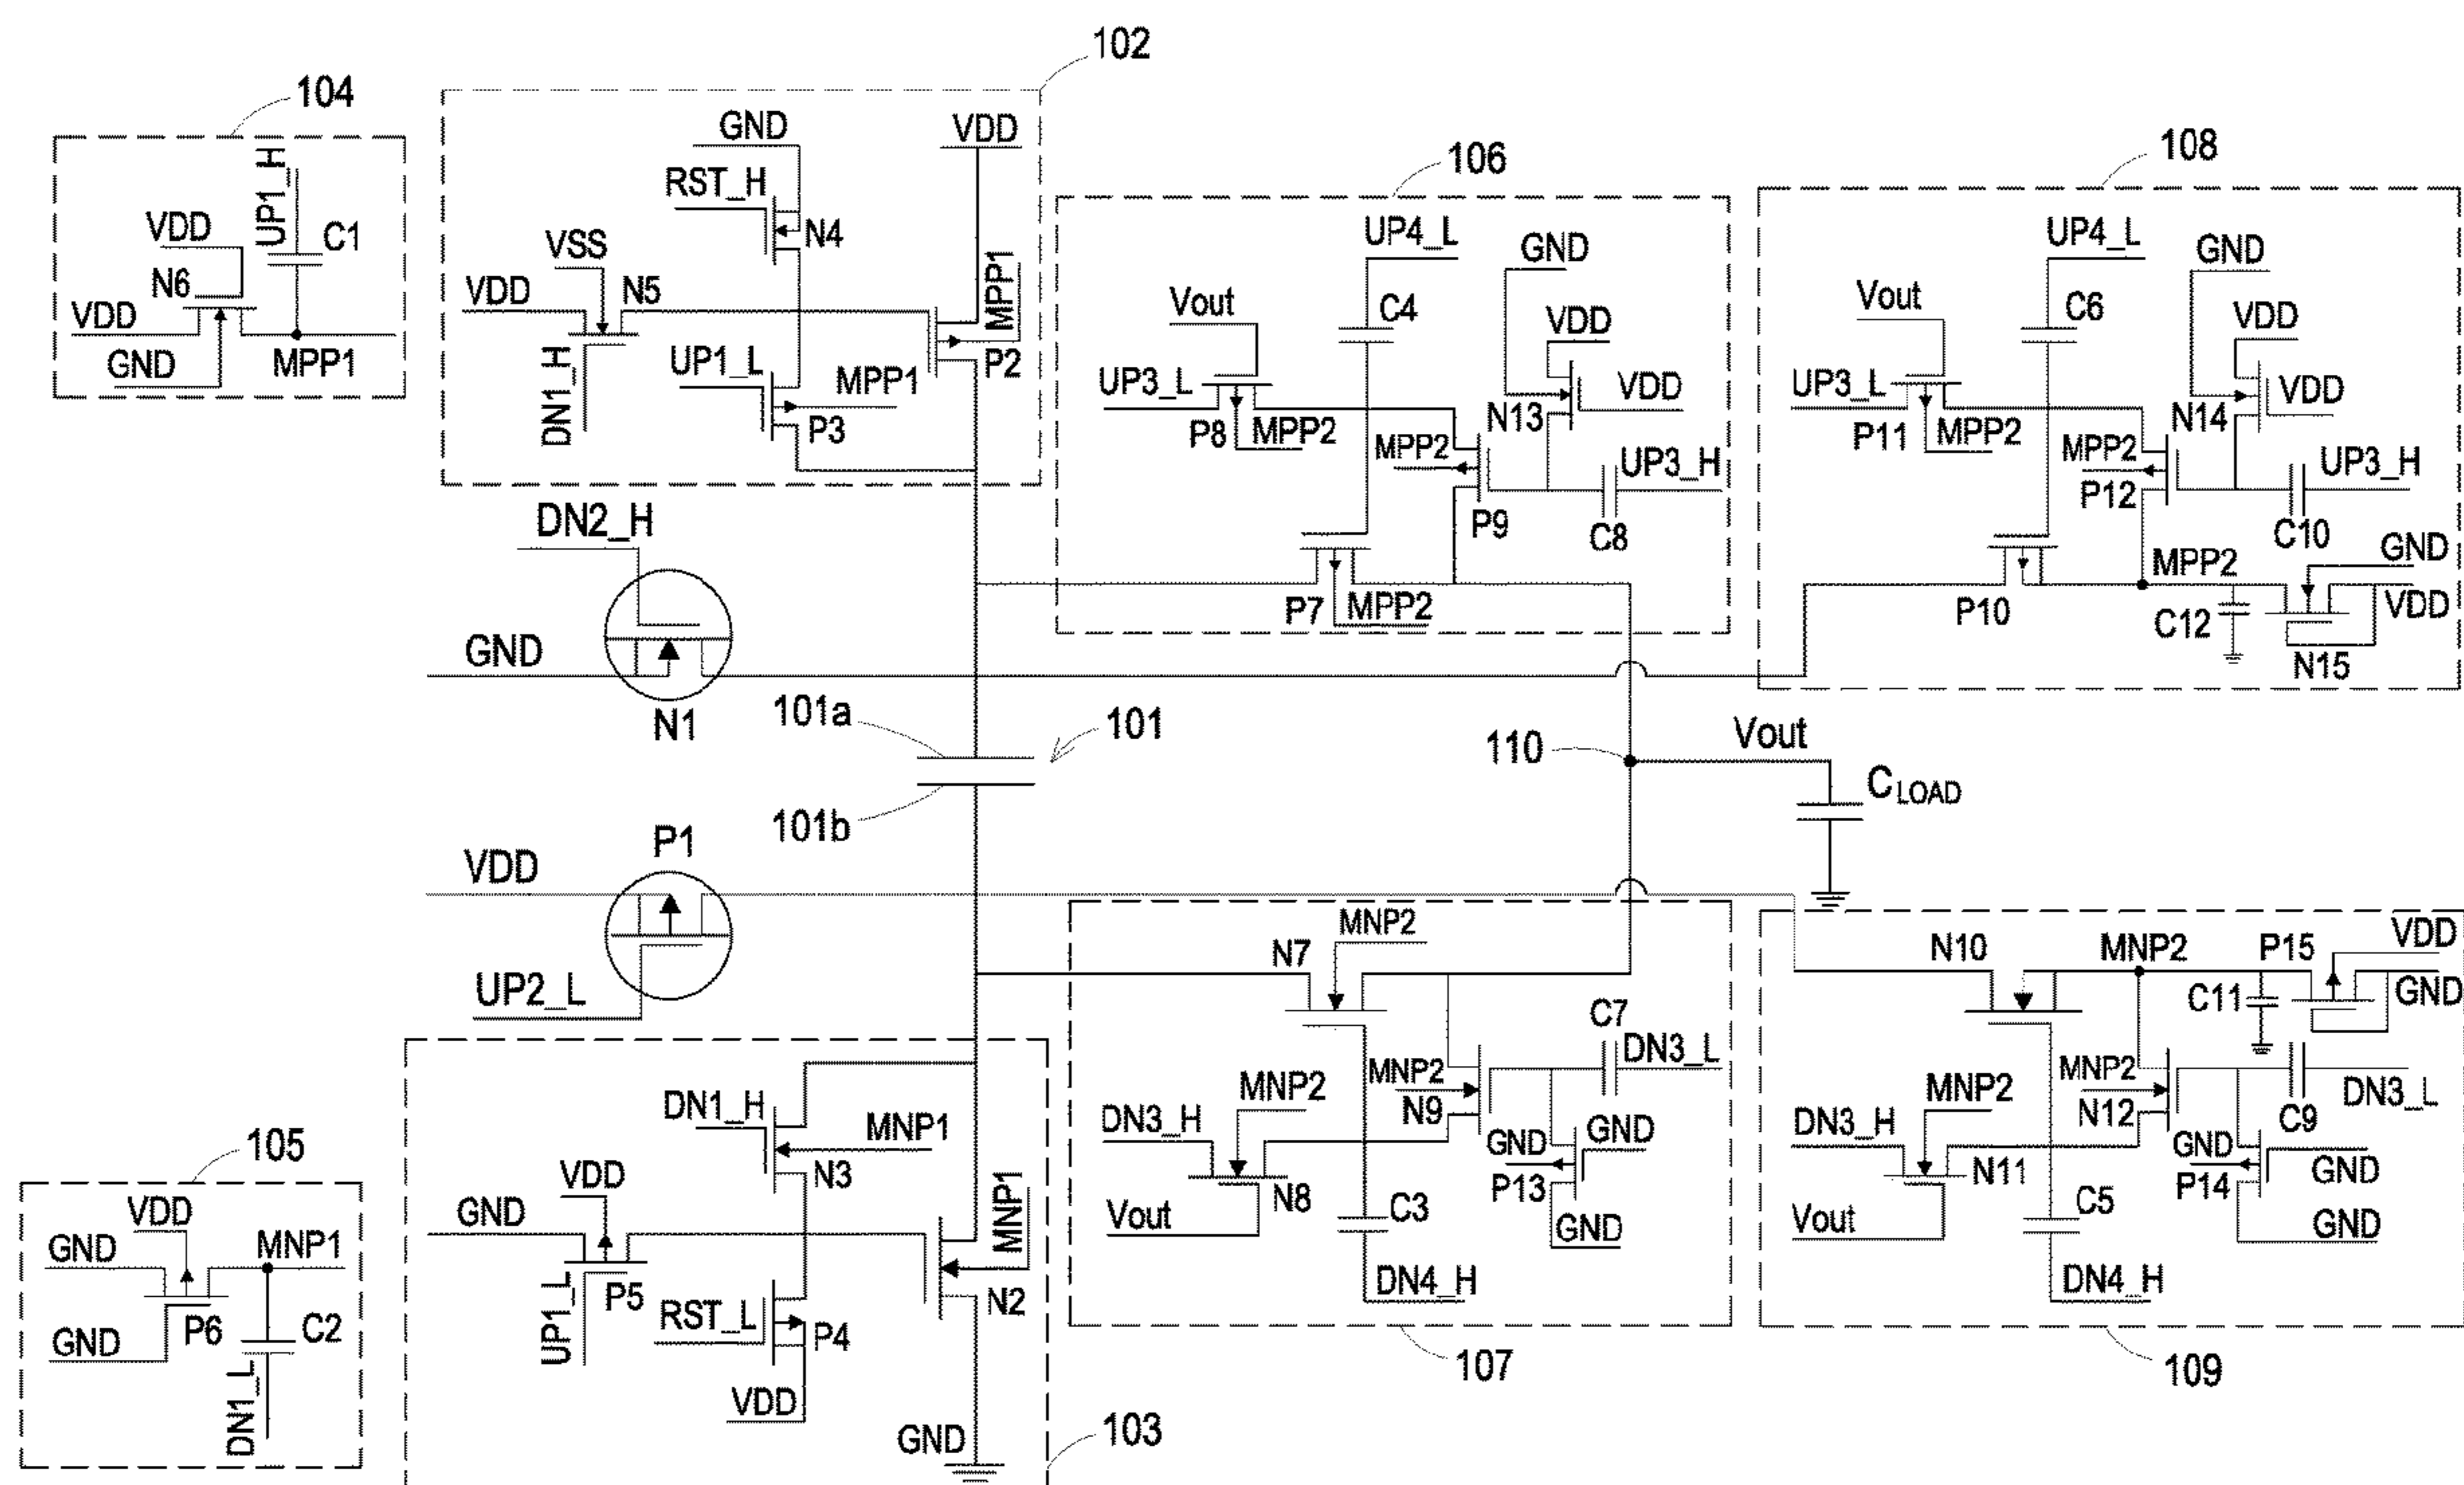 102
104
UP1_H
VDD
N6
C1
VDD
GND
MPP1
GND
VDD
RST_H
N4
VSS
VDD
N5
MPP1
DN1_H
UP1_L
MPP1
P2
P3
106
UP4_L
GND
C4
Vout
VDD
UP3_L
N13
VDD
P8
MPP2
MPP2
UP3_H
P9
C8
P7
MPP2
108
UP4_L
GND
C6
Vout
VDD
UP3_L
N14
VDD
P11
MPP2
MPP2
UP3_H
P12
C10
GND
MPP2
P10
C12
VDD
N15
DN2_H
GND
N1
101a
101
101b
110
Vout
CLOAD
P1
VDD
UP2_L
DN1_H
MNP1
N3
VDD
GND
MNP1
UP1_L
P5
N2
RST_L
P4
VDD
GND
103
105
VDD
GND
MNP1
P6
C2
GND
DN1_L
MNP2
N7
C7
DN3_L
MNP2
MNP2
N9
DN3_H
GND
GND
P13
N8
C3
Vout
GND
DN4_H
107
N10
MNP2
P15
VDD
C11
GND
MNP2
MNP2
DN3_L
C9
N12
DN3_H
GND
GND
N11
P14
C5
Vout
GND
DN4_H
109